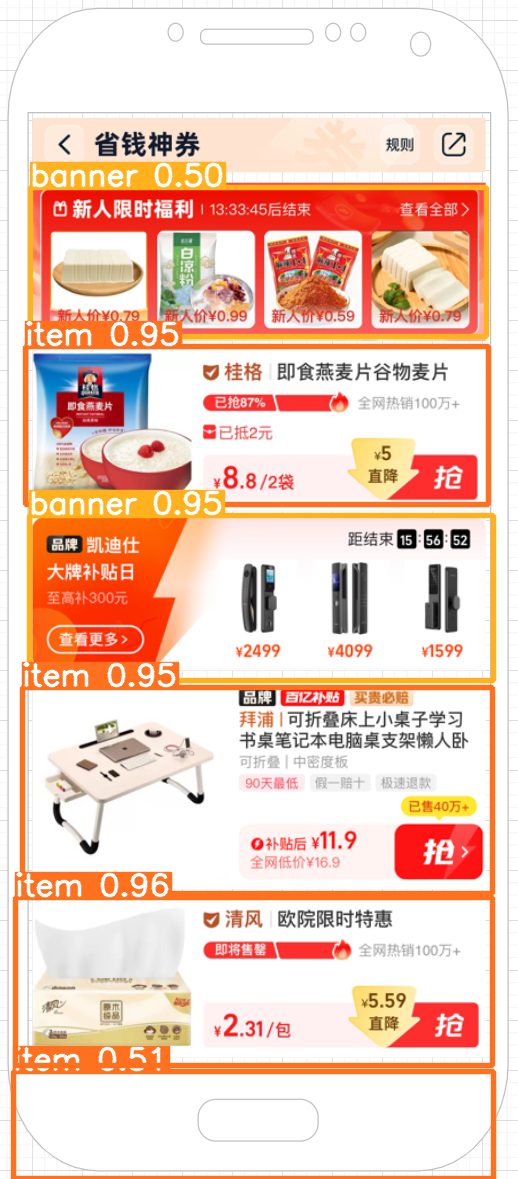 省钱神券
规则
banner 0.50
新人限时福利 | 13:33:45后结束
查看全部
白凉粉
新人价¥0.79
新人价¥0.99
新人价¥0.59
新人价¥0.79
item 0.95
桂格 | 即食燕麦片谷物麦片
已抢87%
全网热销100万+
已抵2元
即食燕麦片
¥5
直降
¥8.8/2袋
抢
banner 0.95
品牌 凯迪仕
距结束 15:56:52
大牌补贴日
至高补300元
查看更多
¥2499
¥4099
¥1599
item 0.95
品牌 百亿补贴 买贵必赔
拜浦 | 可折叠床上小桌子学习
书桌笔记本电脑桌支架懒人卧
可折叠 | 中密度板
90天最低 假一赔十 极速退款
已售40万+
补贴后 ¥11.9
全网低价¥16.9
抢
item 0.96
清风 | 欧院限时特惠
即将售罄
全网热销100万+
清风
原木纯品
¥5.59
直降
¥2.31/包
抢
item 0.51